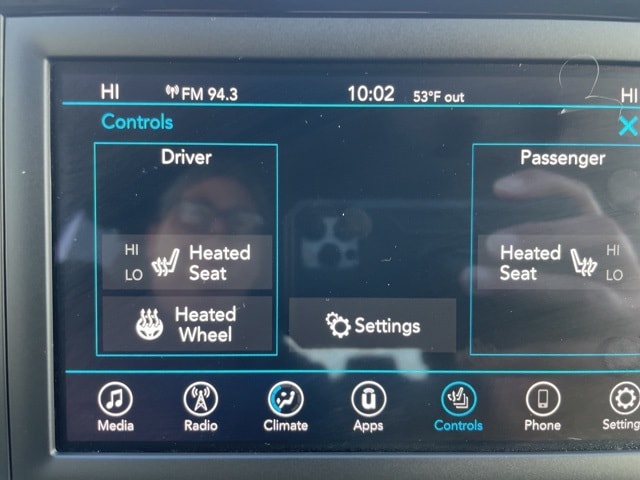 HI FM 94.3 10:02 53°F out HI
Controls
Driver Passenger
HI Heated Heated HI
LO Seat Seat LO
Heated
Wheel
Settings
Media Radio Climate Apps Controls Phone Setting